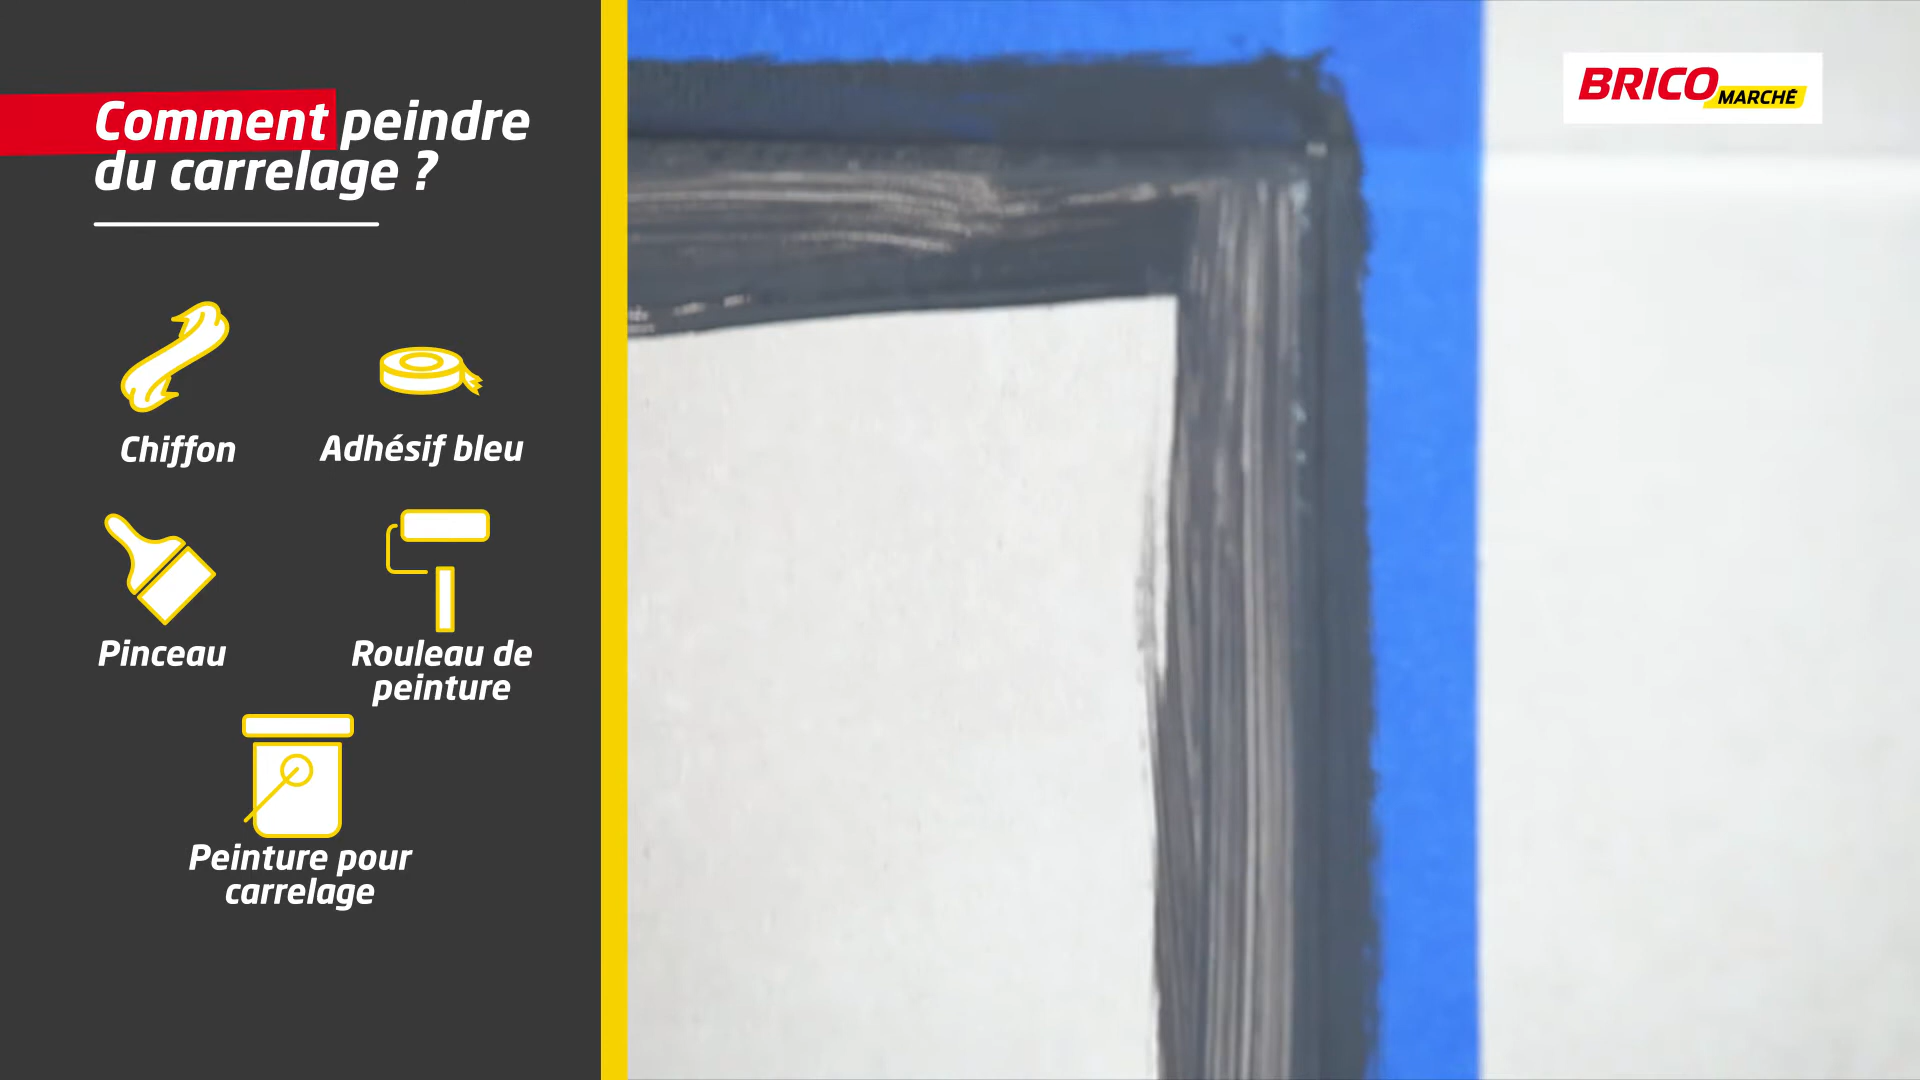 Comment peindre
du carrelage ?
Chiffon
Adhésif bleu
Pinceau
Rouleau de
peinture
Peinture pour
carrelage
BRICO
MARCHÉ